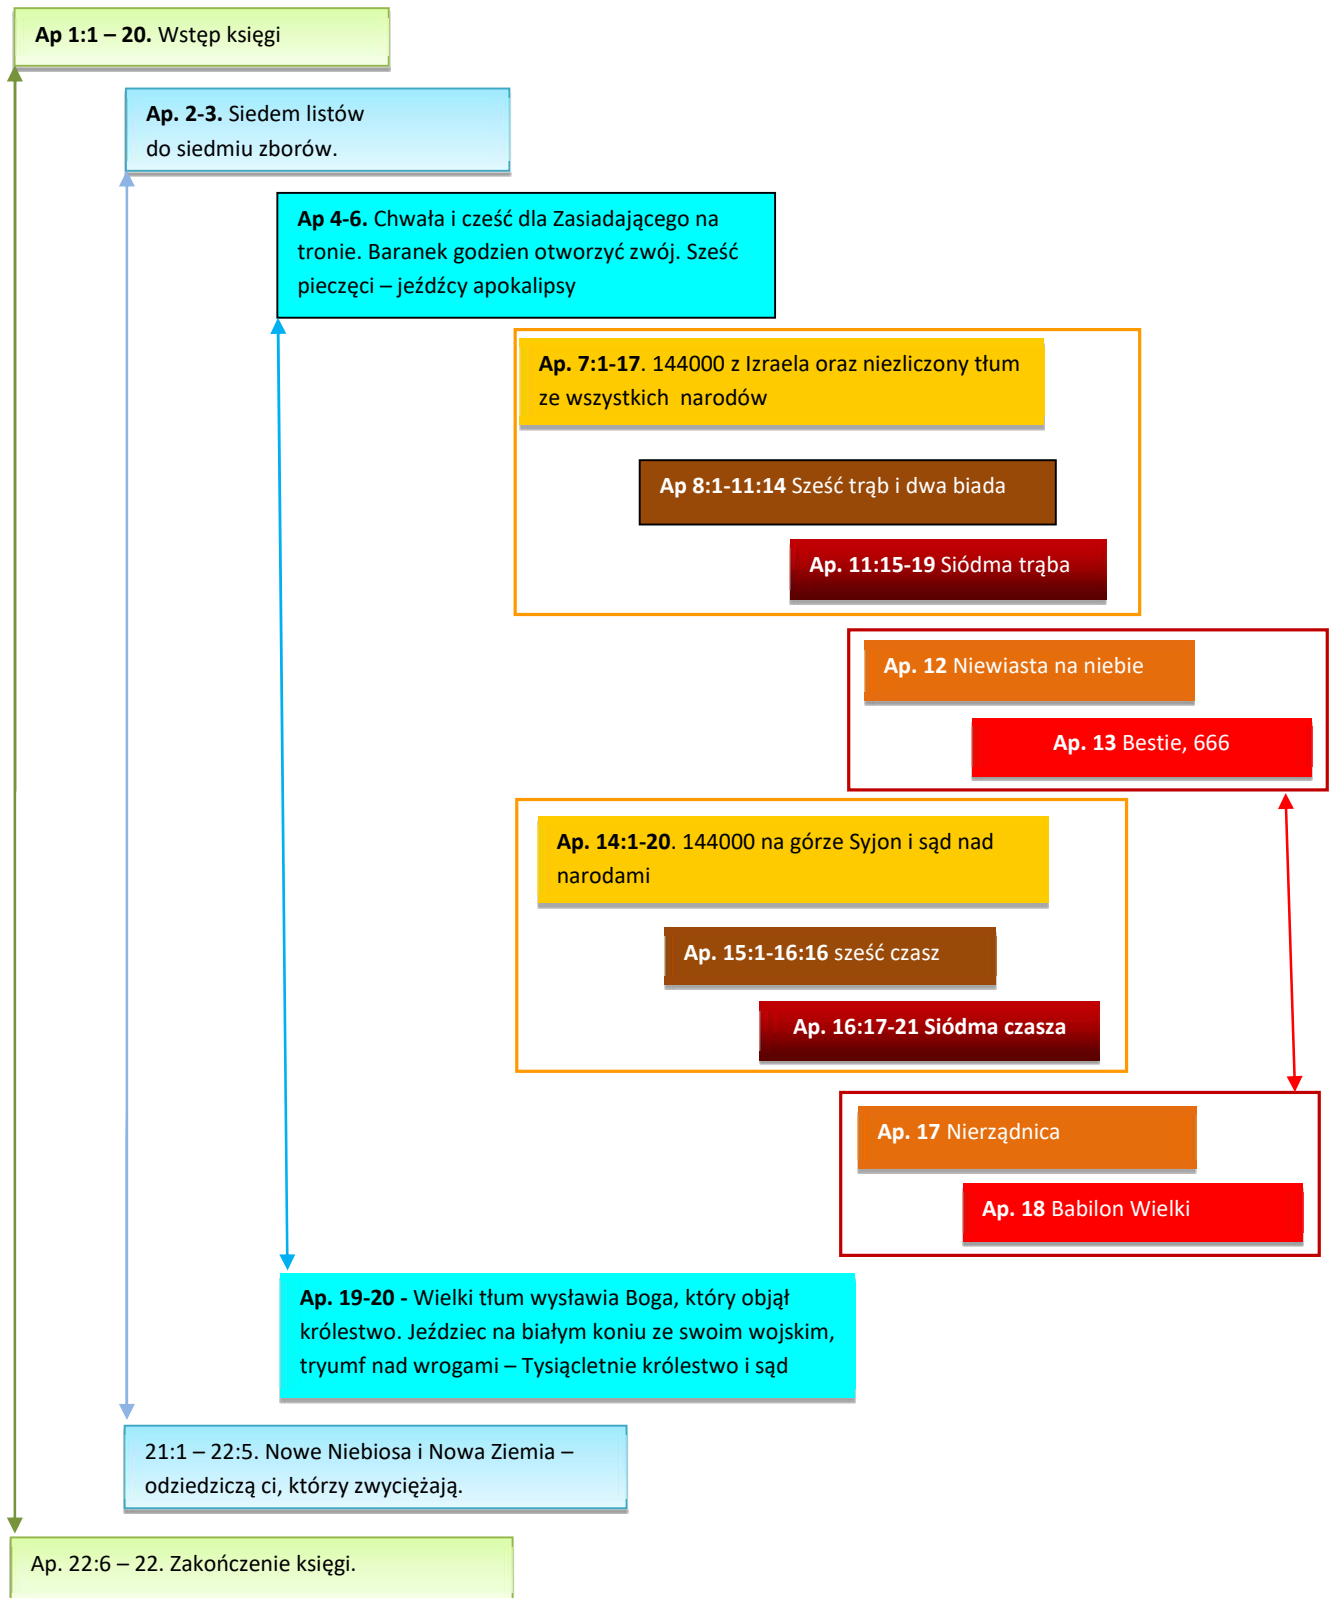 Ap 1:1 – 20. Wstęp księgi
Ap. 2-3. Siedem listów
do siedmiu zborów.
Ap 4-6. Chwała i cześć dla Zasiadającego na
tronie. Baranek godzien otworzyć zwój. Sześć
pieczęci – jeźdźcy apokalipsy
Ap. 7:1-17. 144000 z Izraela oraz niezliczony tłum
ze wszystkich  narodów
Ap 8:1-11:14 Sześć trąb i dwa biada
Ap. 11:15-19 Siódma trąba
Ap. 12 Niewiasta na niebie
Ap. 13 Bestie, 666
Ap. 14:1-20. 144000 na górze Syjon i sąd nad
narodami
Ap. 15:1-16:16 sześć czasz
Ap. 16:17-21 Siódma czasza
Ap. 17 Nierządnica
Ap. 18 Babilon Wielki
Ap. 19-20 - Wielki tłum wysławia Boga, który objął
królestwo. Jeździec na białym koniu ze swoim wojskim,
tryumf nad wrogami – Tysiącletnie królestwo i sąd
21:1 – 22:5. Nowe Niebiosa i Nowa Ziemia –
odziedziczą ci, którzy zwyciężają.
Ap. 22:6 – 22. Zakończenie księgi.